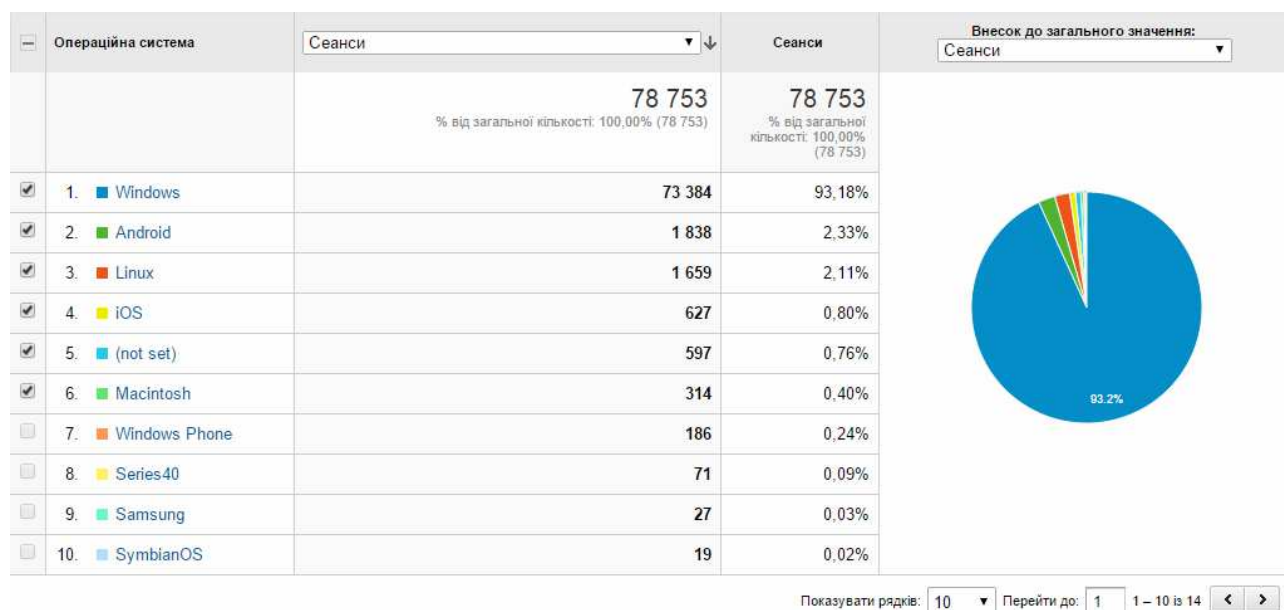 Операційна система Сеанси Сеанси Внесок до загального значення:
Сеанси
78 753 78 753
% від загальної кількості: 100,00% (78 753) % від загальної
кількості: 100,00%
(78 753)
1. Windows 73 384 93,18%
2. Android 1 838 2,33%
3. Linux 1 659 2,11%
4. iOS 627 0,80%
5. (not set) 597 0,76%
6. Macintosh 314 0,40%
93.2%
7. Windows Phone 186 0,24%
8. Series40 71 0,09%
9. Samsung 27 0,03%
10. SymbianOS 19 0,02%
Показувати рядків: 10 Перейти до: 1 1 – 10 із 14